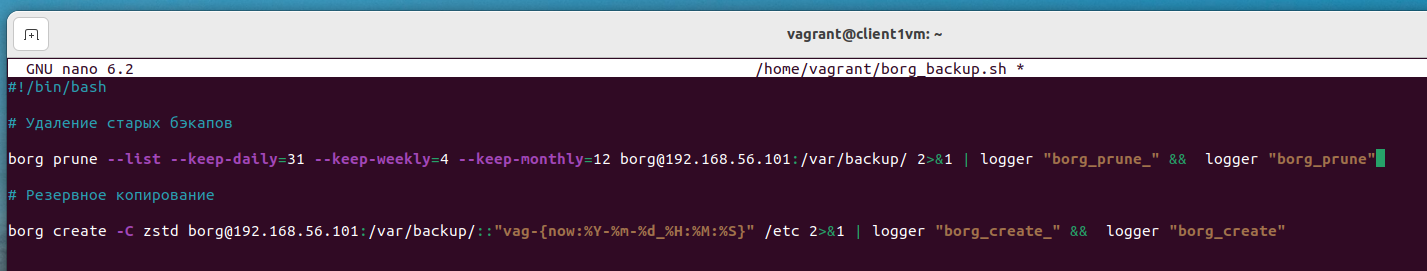 vagrant@client1vm: ~
GNU nano 6.2 /home/vagrant/borg_backup.sh *
#!/bin/bash
# Удаление старых бэкапов
borg prune --list --keep-daily=31 --keep-weekly=4 --keep-monthly=12 borg@192.168.56.101:/var/backup/ 2>&1 | logger "borg_prune_" &&  logger "borg_prune"
# Резервное копирование
borg create -C zstd borg@192.168.56.101:/var/backup/::"vag-{now:%Y-%m-%d_%H:%M:%S}" /etc 2>&1 | logger "borg_create_" &&  logger "borg_create"